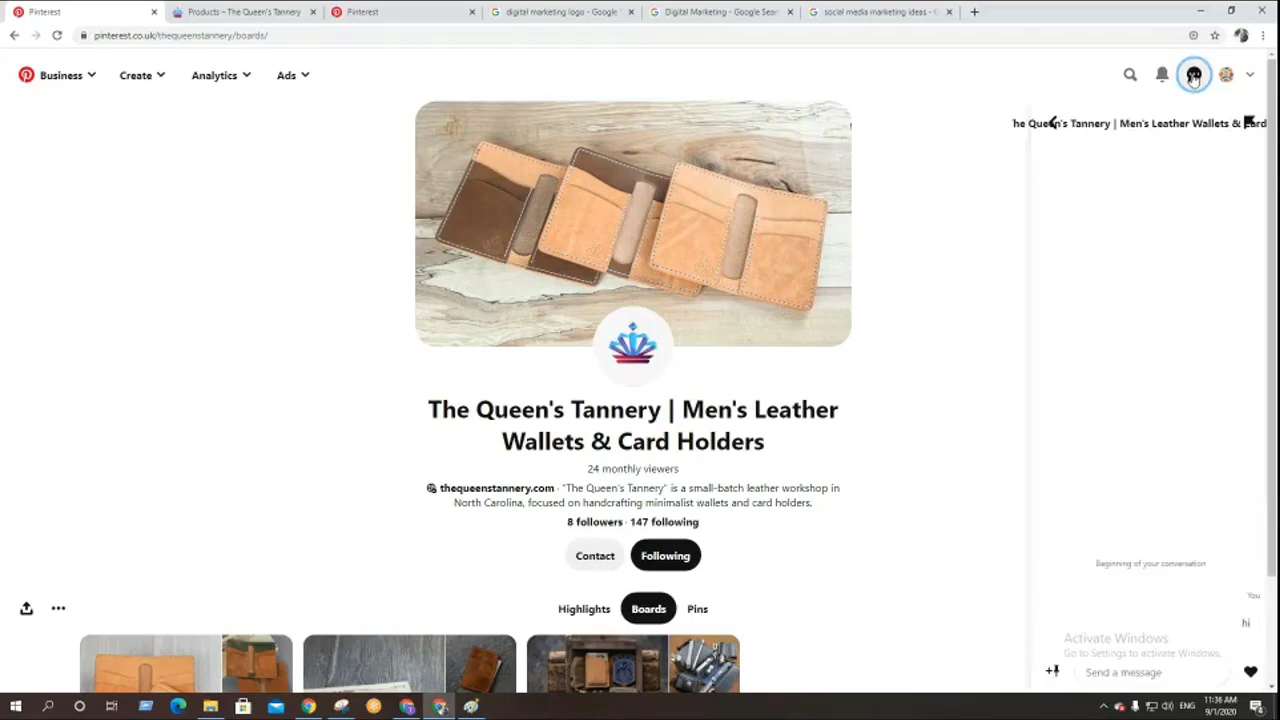 Pinterest
Products – The Queen's Tannery
Pinterest
digital marketing logo - Google
Digital Marketing - Google Sear
social media marketing ideas -
pinterest.co.uk/thequeenstannery/boards/
Business
Create
Analytics
Ads
he Queen's Tannery | Men's Leather Wallets & Card
The Queen's Tannery | Men's Leather
Wallets & Card Holders
24 monthly viewers
thequeenstannery.com · "The Queen's Tannery" is a small-batch leather workshop in
North Carolina, focused on handcrafting minimalist wallets and card holders.
8 followers · 147 following
Contact
Following
Highlights
Boards
Pins
Beginning of your conversation
You
hi
Activate Windows
Go to Settings to activate Windows.
Send a message
ENG
11:36 AM
9/1/2020